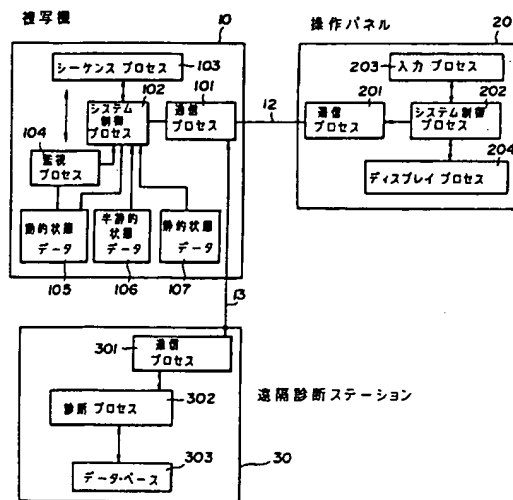 複写機
10
シーケンス プロセス
103
システム制御
プロセス
102
通信
プロセス
101
104
監視
プロセス
動的状態
データ
105
半静的状態
データ
106
静的状態
データ
107
12
13
操作パネル
20
203
入力 プロセス
通信
プロセス
201
システム制御
プロセス
202
ディスプレイ プロセス
204
遠隔診断ステーション
301
通信
プロセス
診断 プロセス
302
データ・ベース
303
30